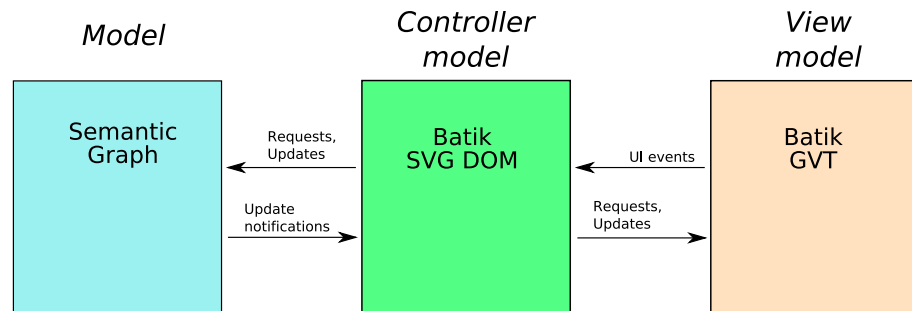 Model
Controller
model
View
model
Semantic
Graph
Requests,
Updates
Update
notifications
Batik
SVG DOM
UI events
Requests,
Updates
Batik
GVT